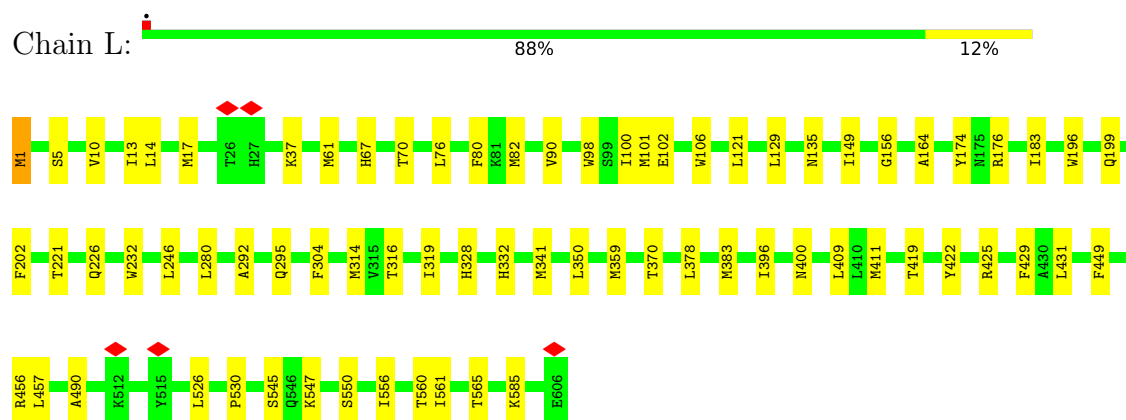 Chain L:
88%
12%
M1 S5 V10 I13 L14 M17 T26 H27 K37 M61 H67 T70 L76 F80 K81 M82 V90 W98 S99 I100 M101 E102 W106 L121 L129 N135 I149 G156 A164 Y174 N175 R176 I183 W196 Q199
F202 T221 Q226 W232 L246 L280 A292 Q295 F304 M314 V315 T316 I319 H328 H332 M341 L350 M359 T370 L378 M383 I396 N400 L409 L410 M411 T419 Y422 R425 F429 A430 L431 F449
R456 L457 A490 K512 Y515 L526 P530 S545 Q546 K547 S550 I556 T560 I561 T565 K585 E606